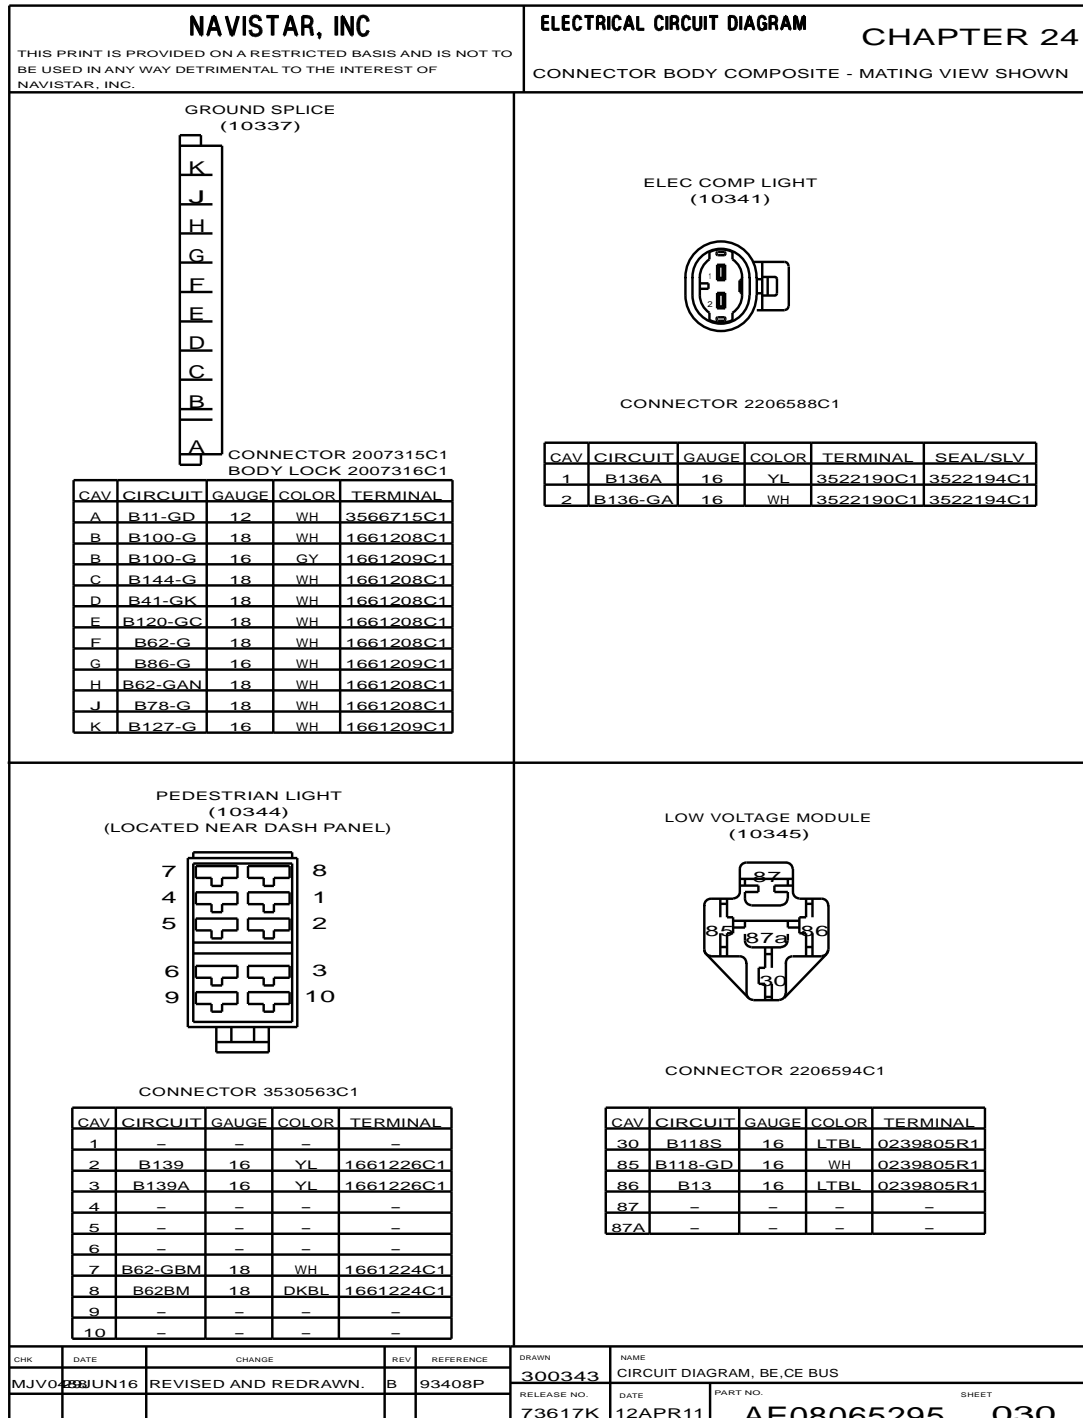 NAVISTAR, INC
THIS PRINT IS PROVIDED ON A RESTRICTED BASIS AND IS NOT TO
BE USED IN ANY WAY DETRIMENTAL TO THE INTEREST OF
NAVISTAR, INC.
ELECTRICAL CIRCUIT DIAGRAM
CHAPTER 24
CONNECTOR BODY COMPOSITE - MATING VIEW SHOWN
GROUND SPLICE
(10337)
K
J
H
G
F
E
D
C
B
A
CONNECTOR 2007315C1
BODY LOCK 2007316C1
CAV CIRCUIT GAUGE COLOR TERMINAL
A B11-GD 12 WH 3566715C1
B B100-G 18 WH 1661208C1
B B100-G 16 GY 1661209C1
C B144-G 18 WH 1661208C1
D B41-GK 18 WH 1661208C1
E B120-GC 18 WH 1661208C1
F B62-G 18 WH 1661208C1
G B86-G 16 WH 1661209C1
H B62-GAN 18 WH 1661208C1
J B78-G 18 WH 1661208C1
K B127-G 16 WH 1661209C1
ELEC COMP LIGHT
(10341)
1
2
CONNECTOR 2206588C1
CAV CIRCUIT GAUGE COLOR TERMINAL SEAL/SLV
1 B136A 16 YL 3522190C1 3522194C1
2 B136-GA 16 WH 3522190C1 3522194C1
PEDESTRIAN LIGHT
(10344)
(LOCATED NEAR DASH PANEL)
7 8
4 1
5 2
6 3
9 10
CONNECTOR 3530563C1
CAV CIRCUIT GAUGE COLOR TERMINAL
1 – – – –
2 B139 16 YL 1661226C1
3 B139A 16 YL 1661226C1
4 – – – –
5 – – – –
6 – – – –
7 B62-GBM 18 WH 1661224C1
8 B62BM 18 DKBL 1661224C1
9 – – – –
10 – – – –
LOW VOLTAGE MODULE
(10345)
87
85 87a 86
30
CONNECTOR 2206594C1
CAV CIRCUIT GAUGE COLOR TERMINAL
30 B118S 16 LTBL 0239805R1
85 B118-GD 16 WH 0239805R1
86 B13 16 LTBL 0239805R1
87 – – – –
87A – – – –
CHK DATE CHANGE REV REFERENCE
REVISED AND REDRAWN. B 93408P
DRAWN NAME
300343 CIRCUIT DIAGRAM, BE,CE BUS
RELEASE NO. DATE PART NO. SHEET
73617K 12APR11 AE08065295 030